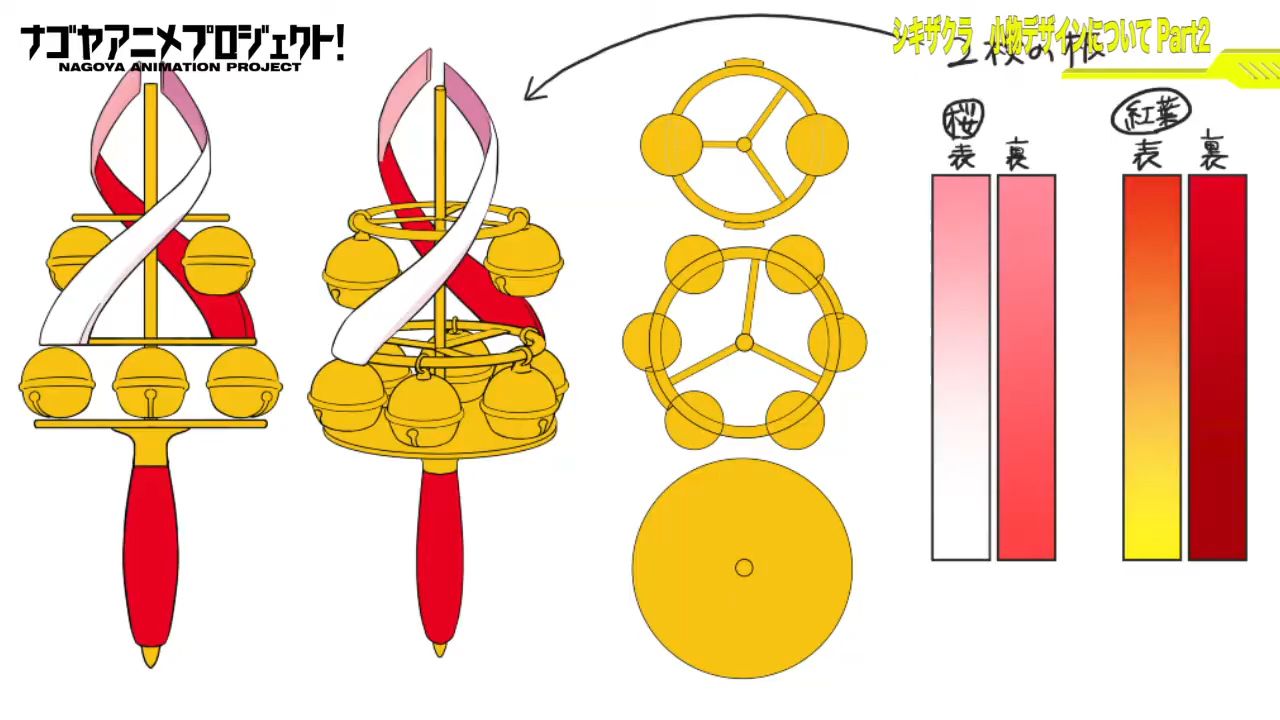 ナゴヤアニメプロジェクト!
NAGOYA ANIMATION PROJECT
シキザクラ 小物デザインについて Part2
2枚の板
桜
表 裏
紅葉
表 裏